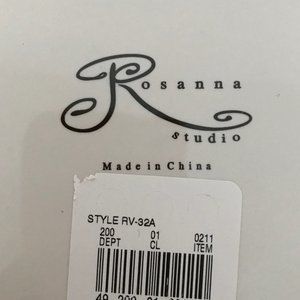 Rosanna
studio
Made in China
STYLE RV-32A
200 01 0211
DEPT CL ITEM